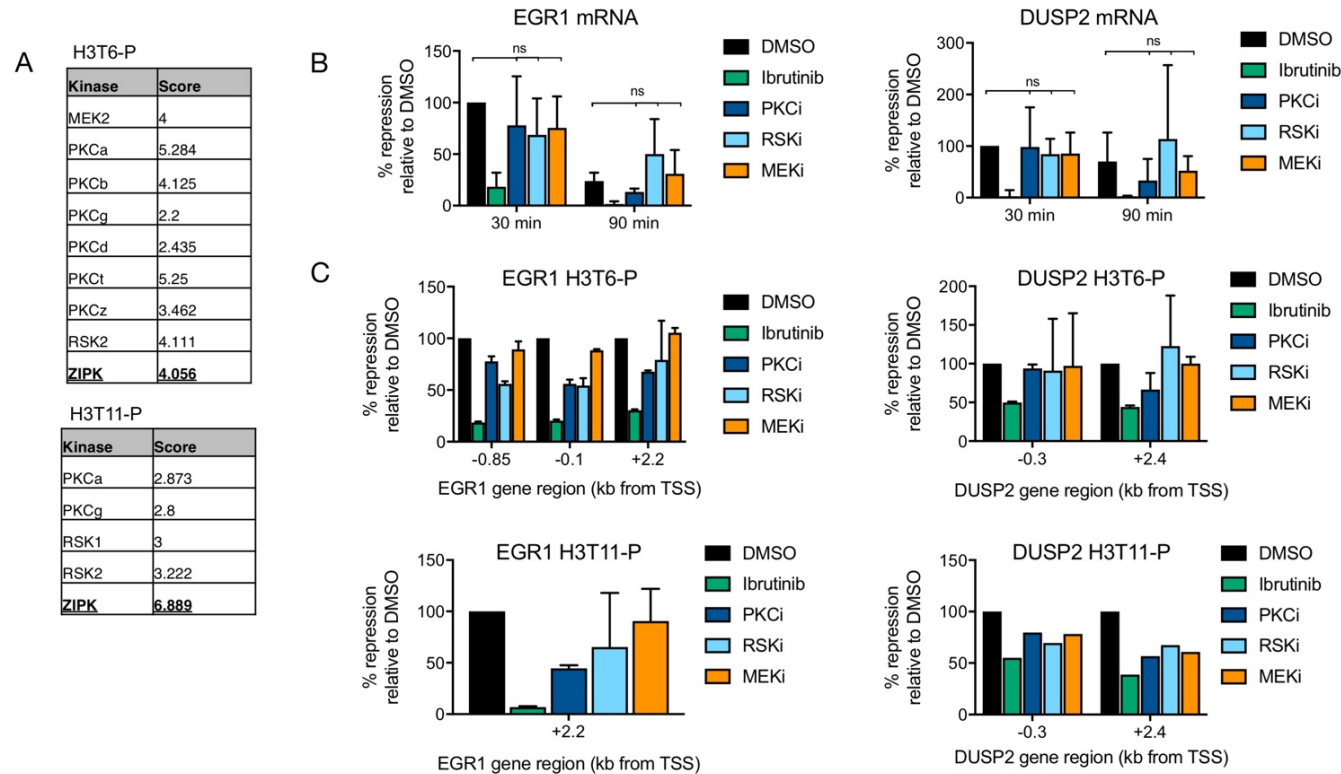 A
H3T6-P
Kinase Score
MEK2 4
PKCa 5.284
PKCb 4.125
PKCg 2.2
PKCd 2.435
PKCt 5.25
PKCz 3.462
RSK2 4.111
ZIPK 4.056
H3T11-P
Kinase Score
PKCa 2.873
PKCg 2.8
RSK1 3
RSK2 3.222
ZIPK 6.889
B
EGR1 mRNA
% repression
relative to DMSO
150
100
50
0
ns
ns
30 min 90 min
DMSO
Ibrutinib
PKCi
RSKi
MEKi
DUSP2 mRNA
% repression
relative to DMSO
300
200
100
0
ns
ns
30 min 90 min
DMSO
Ibrutinib
PKCi
RSKi
MEKi
C
EGR1 H3T6-P
% repression
relative to DMSO
150
100
50
0
-0.85 -0.1 +2.2
EGR1 gene region (kb from TSS)
DMSO
Ibrutinib
PKCi
RSKi
MEKi
DUSP2 H3T6-P
% repression
relative to DMSO
200
150
100
50
0
-0.3 +2.4
DUSP2 gene region (kb from TSS)
DMSO
Ibrutinib
PKCi
RSKi
MEKi
EGR1 H3T11-P
% repression
relative to DMSO
150
100
50
0
+2.2
EGR1 gene region (kb from TSS)
DMSO
Ibrutinib
PKCi
RSKi
MEKi
DUSP2 H3T11-P
% repression
relative to DMSO
150
100
50
0
-0.3 +2.4
DUSP2 gene region (kb from TSS)
DMSO
Ibrutinib
PKCi
RSKi
MEKi